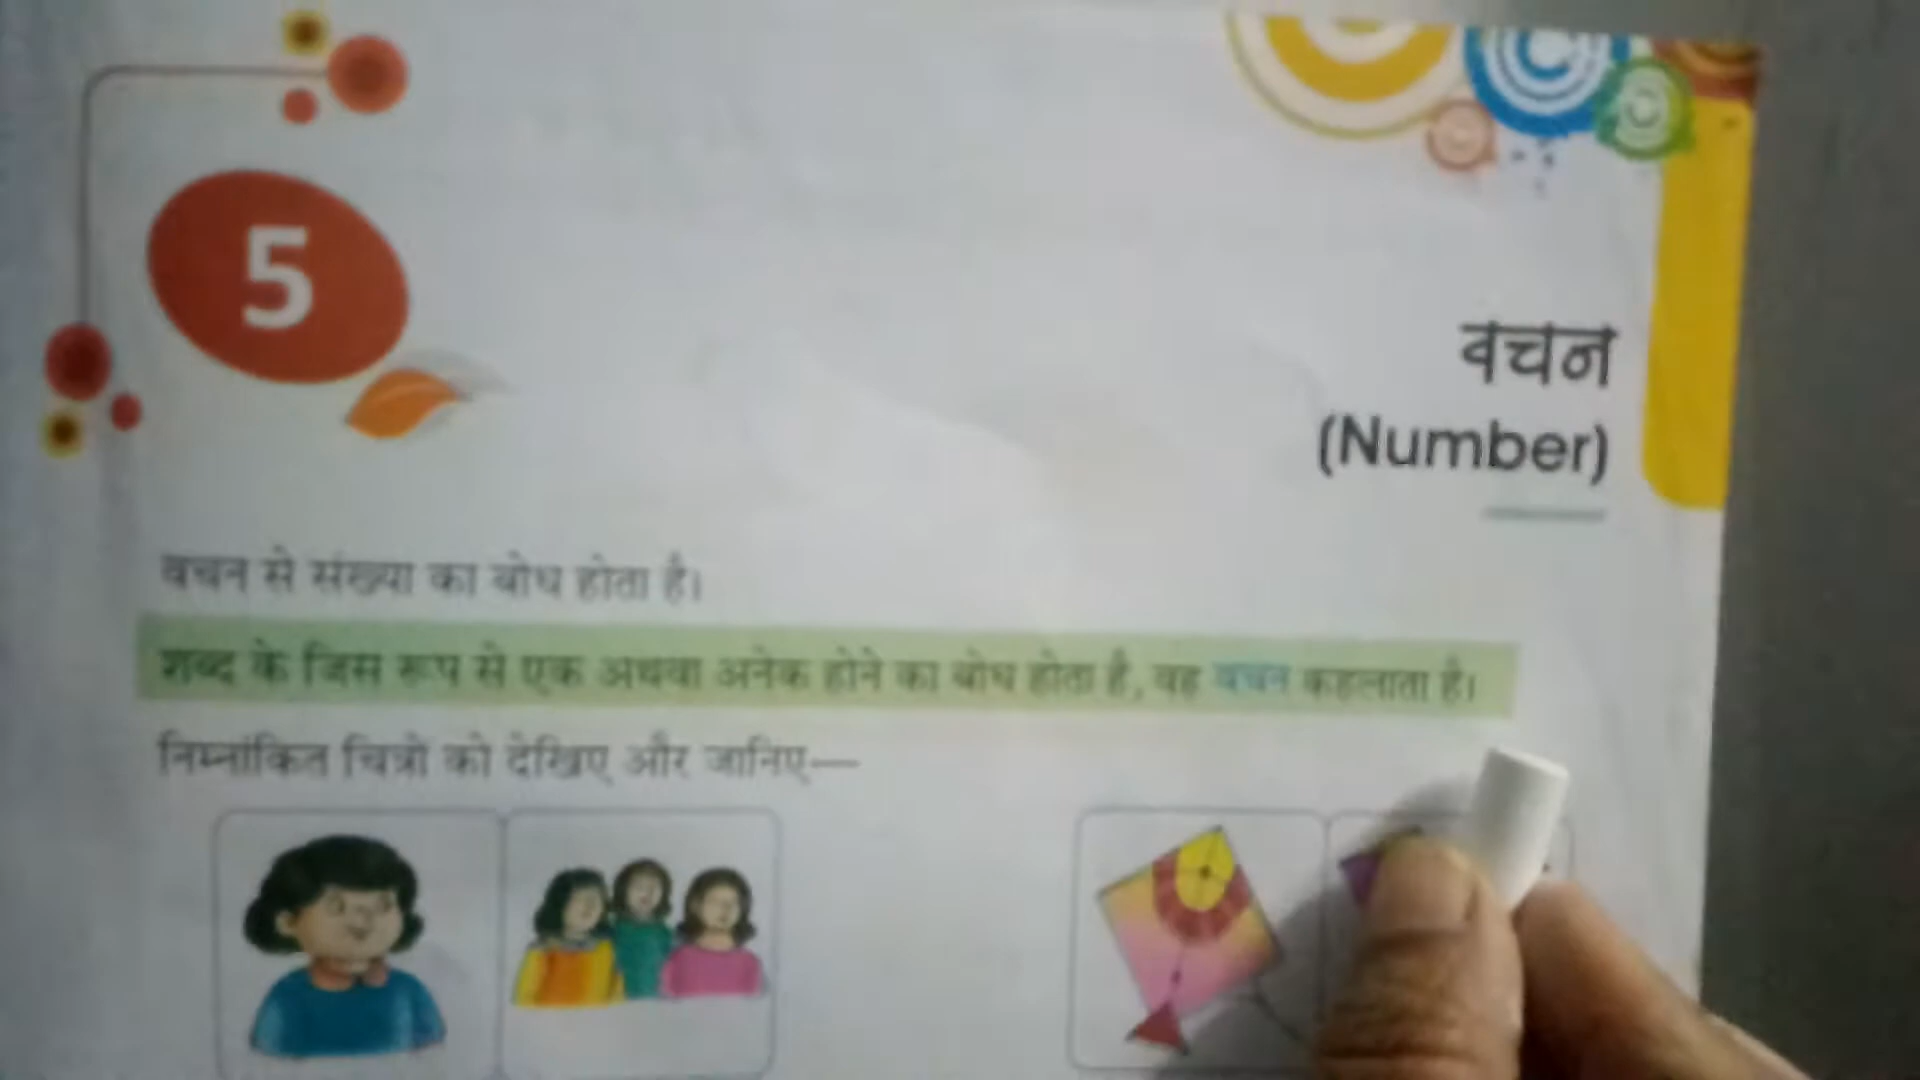 5
वचन
(Number)
वचन से संख्या का बोध होता है।
शब्द के जिस रूप से एक अथवा अनेक होने का बोध होता है, वह वचन कहलाता है।
निम्नांकित चित्रों को देखिए और जानिए—